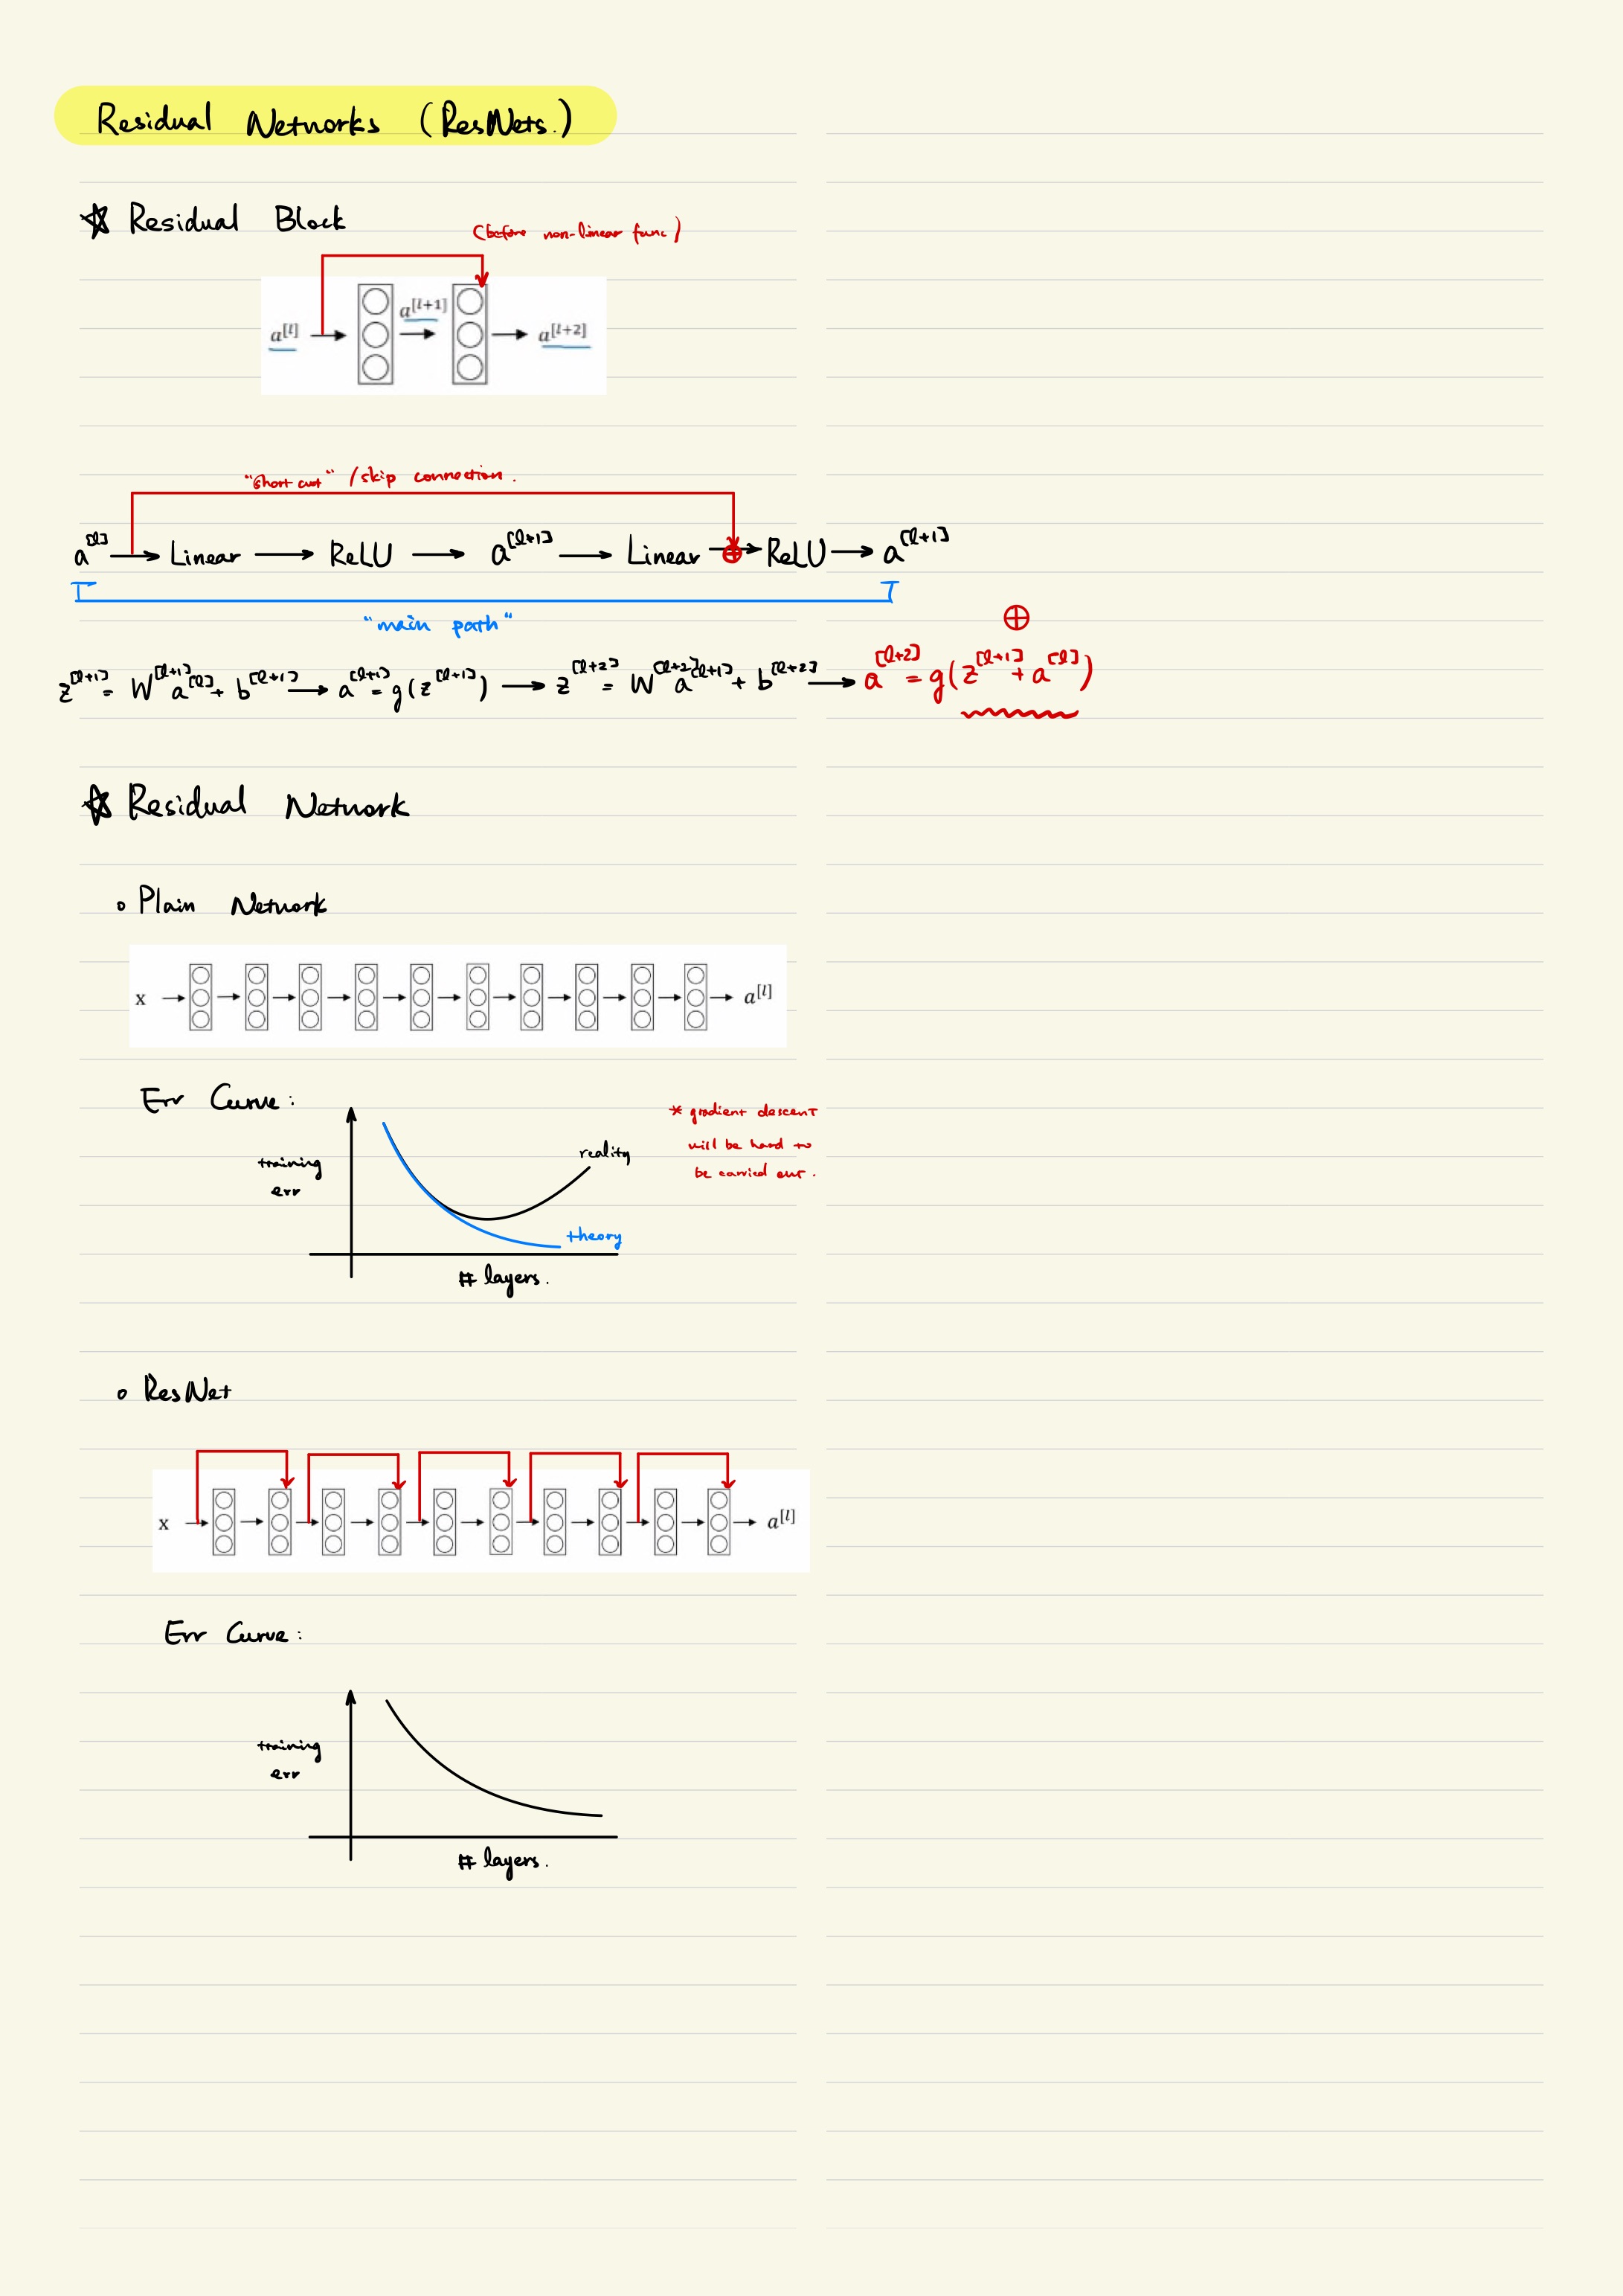 Residual Networks (ResNets.)
☆ Residual Block
(before non-linear func)
a^[l] → a^[l+1] → → a^[l+2]
"short cut" / skip connection.
a^[l] → Linear → ReLU → a^[l+1] → Linear ⊕→ ReLU → a^[l+1]
"main path"
⊕
z^[l+1] = W^[l+1] a^[l] + b^[l+1] → a^[l+1] = g(z^[l+1]) → z^[l+2] = W^[l+2] a^[l+1] + b^[l+2] → a^[l+2] = g(z^[l+1] + a^[l])
☆ Residual Network
○ Plain Network
x → a^[l]
Err Curve:
* gradient descent
will be hard to
be carried out.
training
err
reality
theory
# layers.
○ ResNet
x → a^[l]
Err Curve:
training
err
# layers.